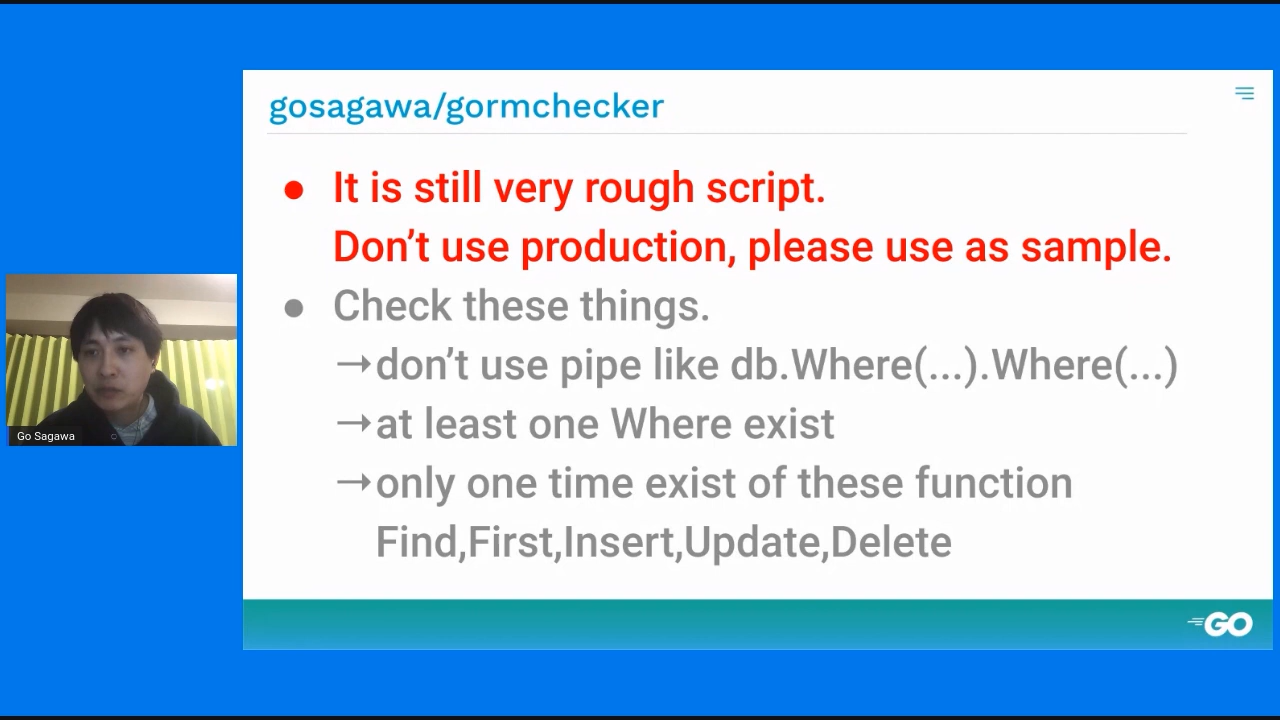 gosagawa/gormchecker
● It is still very rough script.
Don’t use production, please use as sample.
● Check these things.
→don’t use pipe like db.Where(...).Where(...)
→at least one Where exist
→only one time exist of these function
Find,First,Insert,Update,Delete
Go Sagawa
GO